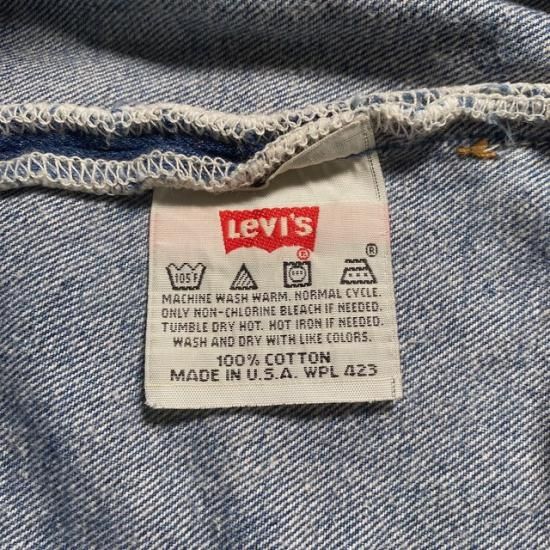 LEVI'S ®
®
105F
MACHINE WASH WARM. NORMAL CYCLE.
ONLY NON-CHLORINE BLEACH IF NEEDED.
TUMBLE DRY HOT. HOT IRON IF NEEDED.
WASH AND DRY WITH LIKE COLORS.
100% COTTON
MADE IN U.S.A. WPL 423